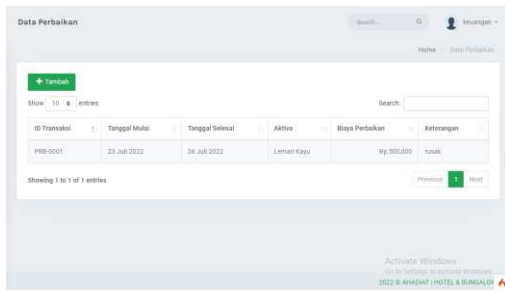 Data Perbaikan
Search...
keuangan
Home - Data Perbaikan
+ Tambah
Show 10 entries
Search:
ID Transaksi Tanggal Mulai Tanggal Selesai Aktiva Biaya Perbaikan Keterangan
PRB-0001 23 Juli 2022 26 Juli 2022 Lemari Kayu Rp 500,000 rusak
Showing 1 to 1 of 1 entries
Previous 1 Next
Activate Windows
Go to Settings to activate Windows.
2022 © AHADIAT | HOTEL & BUNGALOW